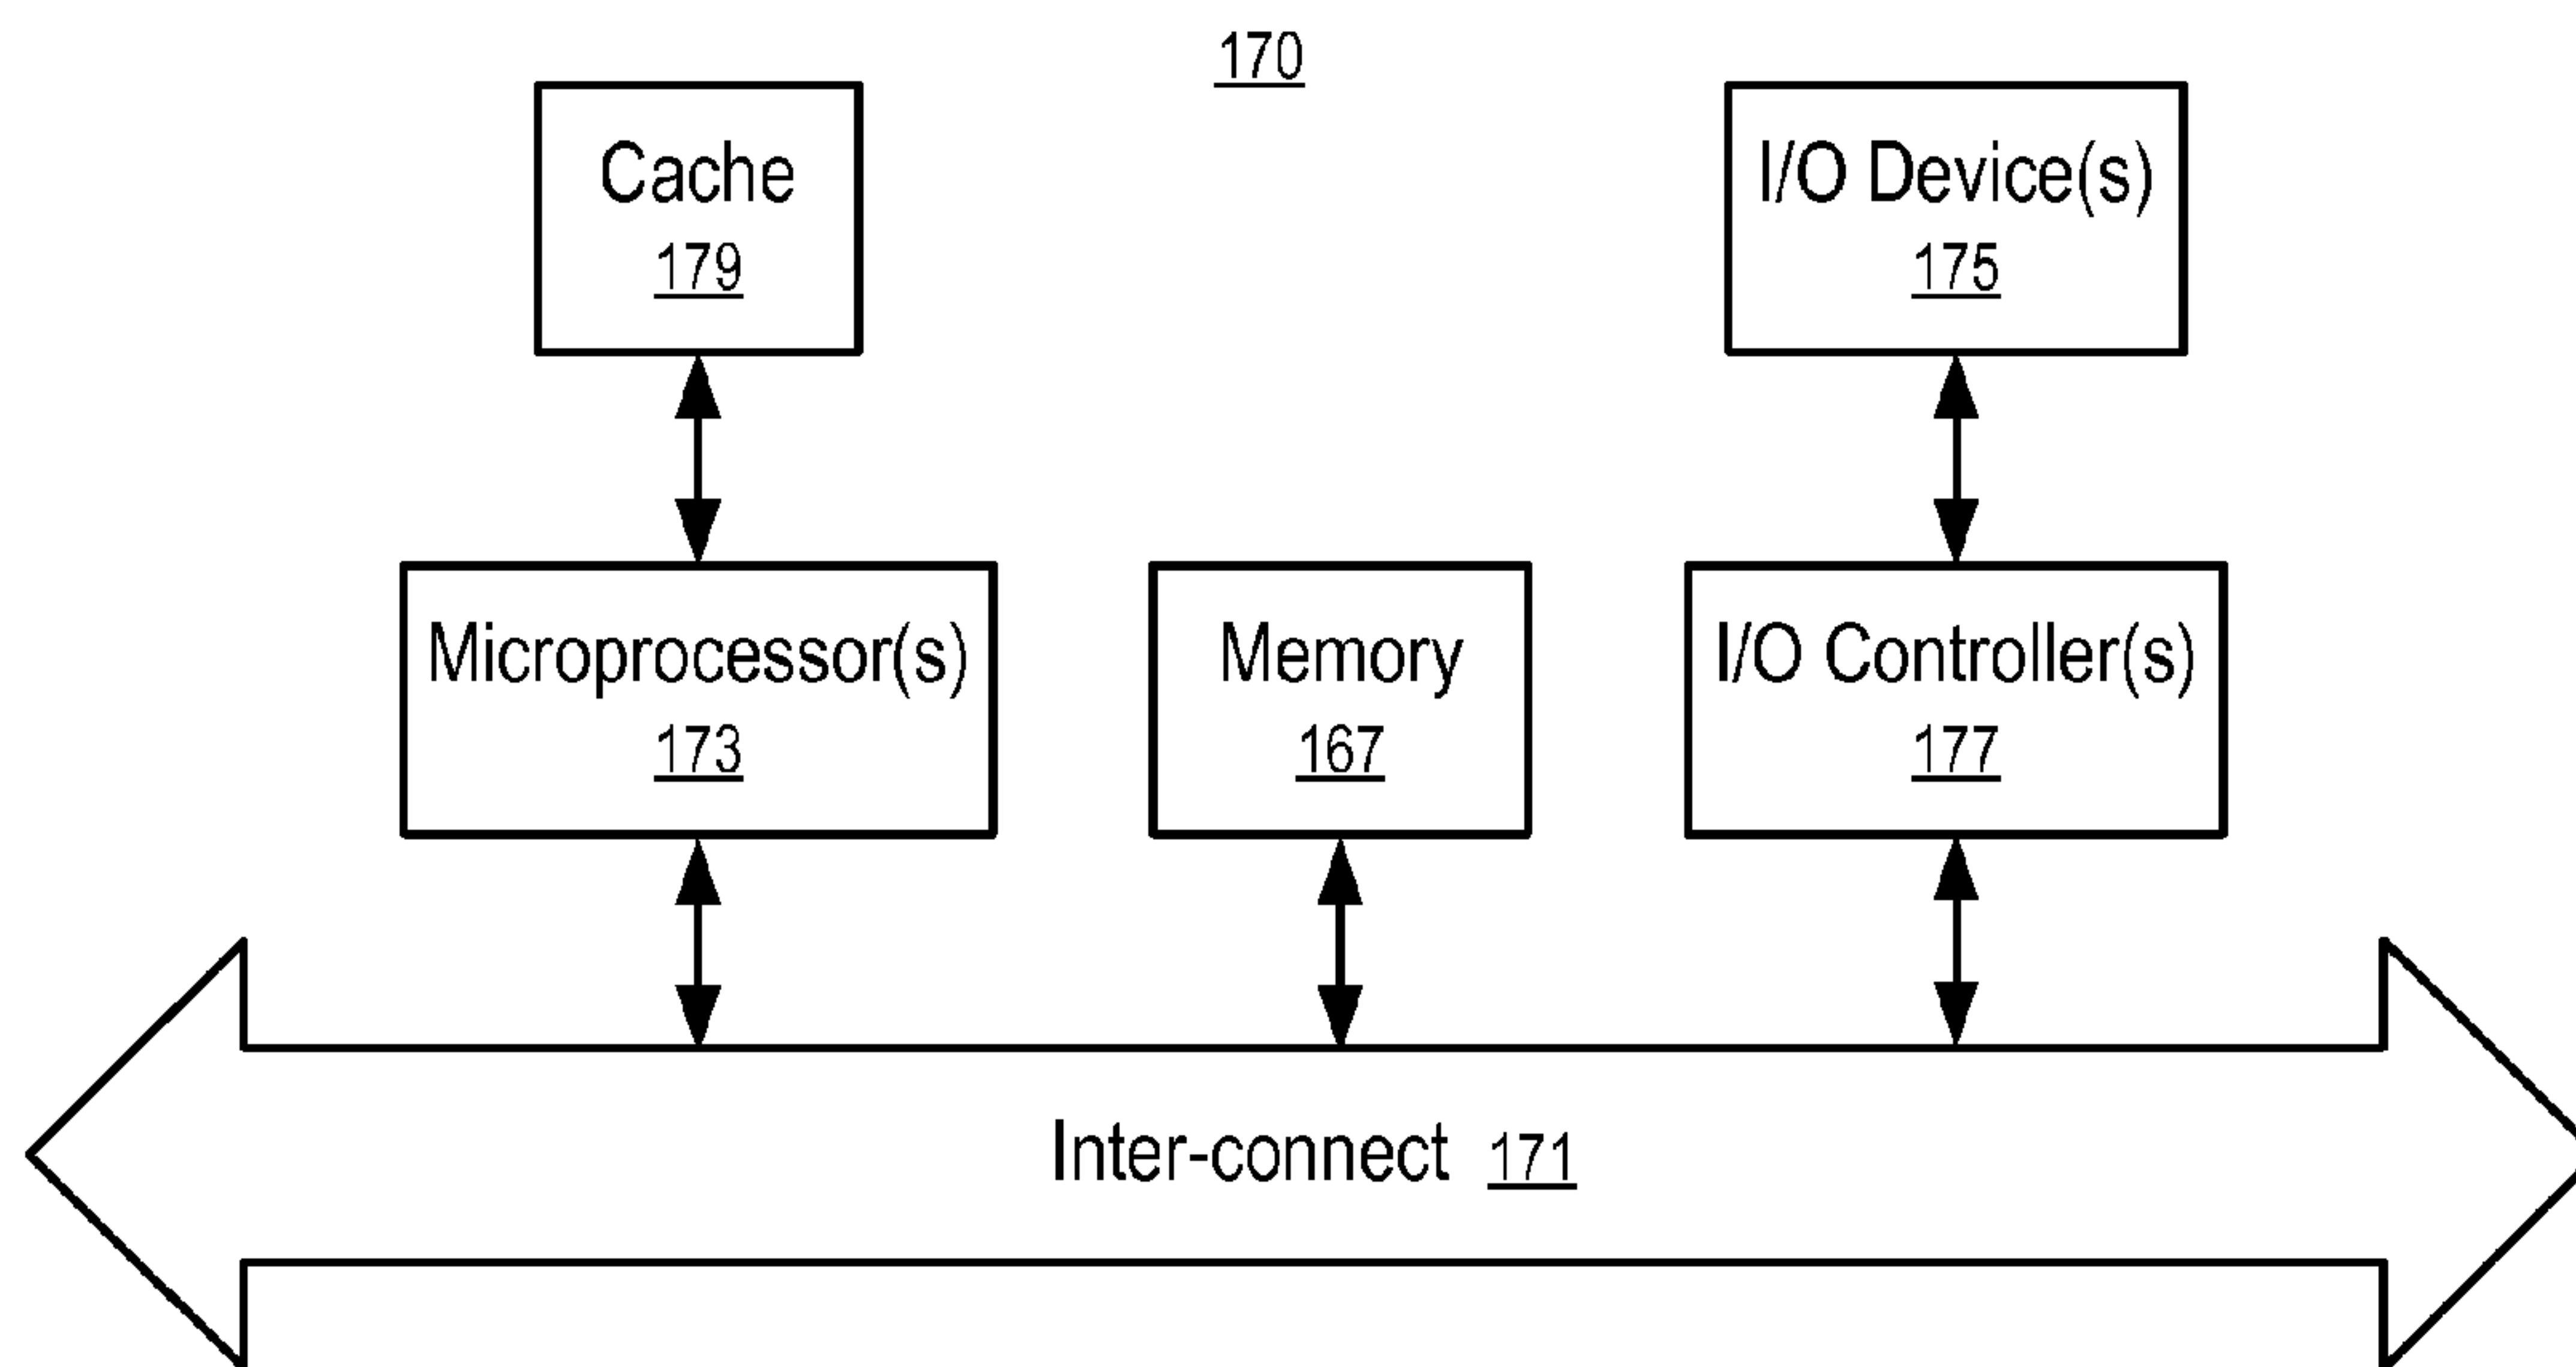 170
Cache
179
I/O Device(s)
175
Microprocessor(s)
173
Memory
167
I/O Controller(s)
177
Inter-connect 171